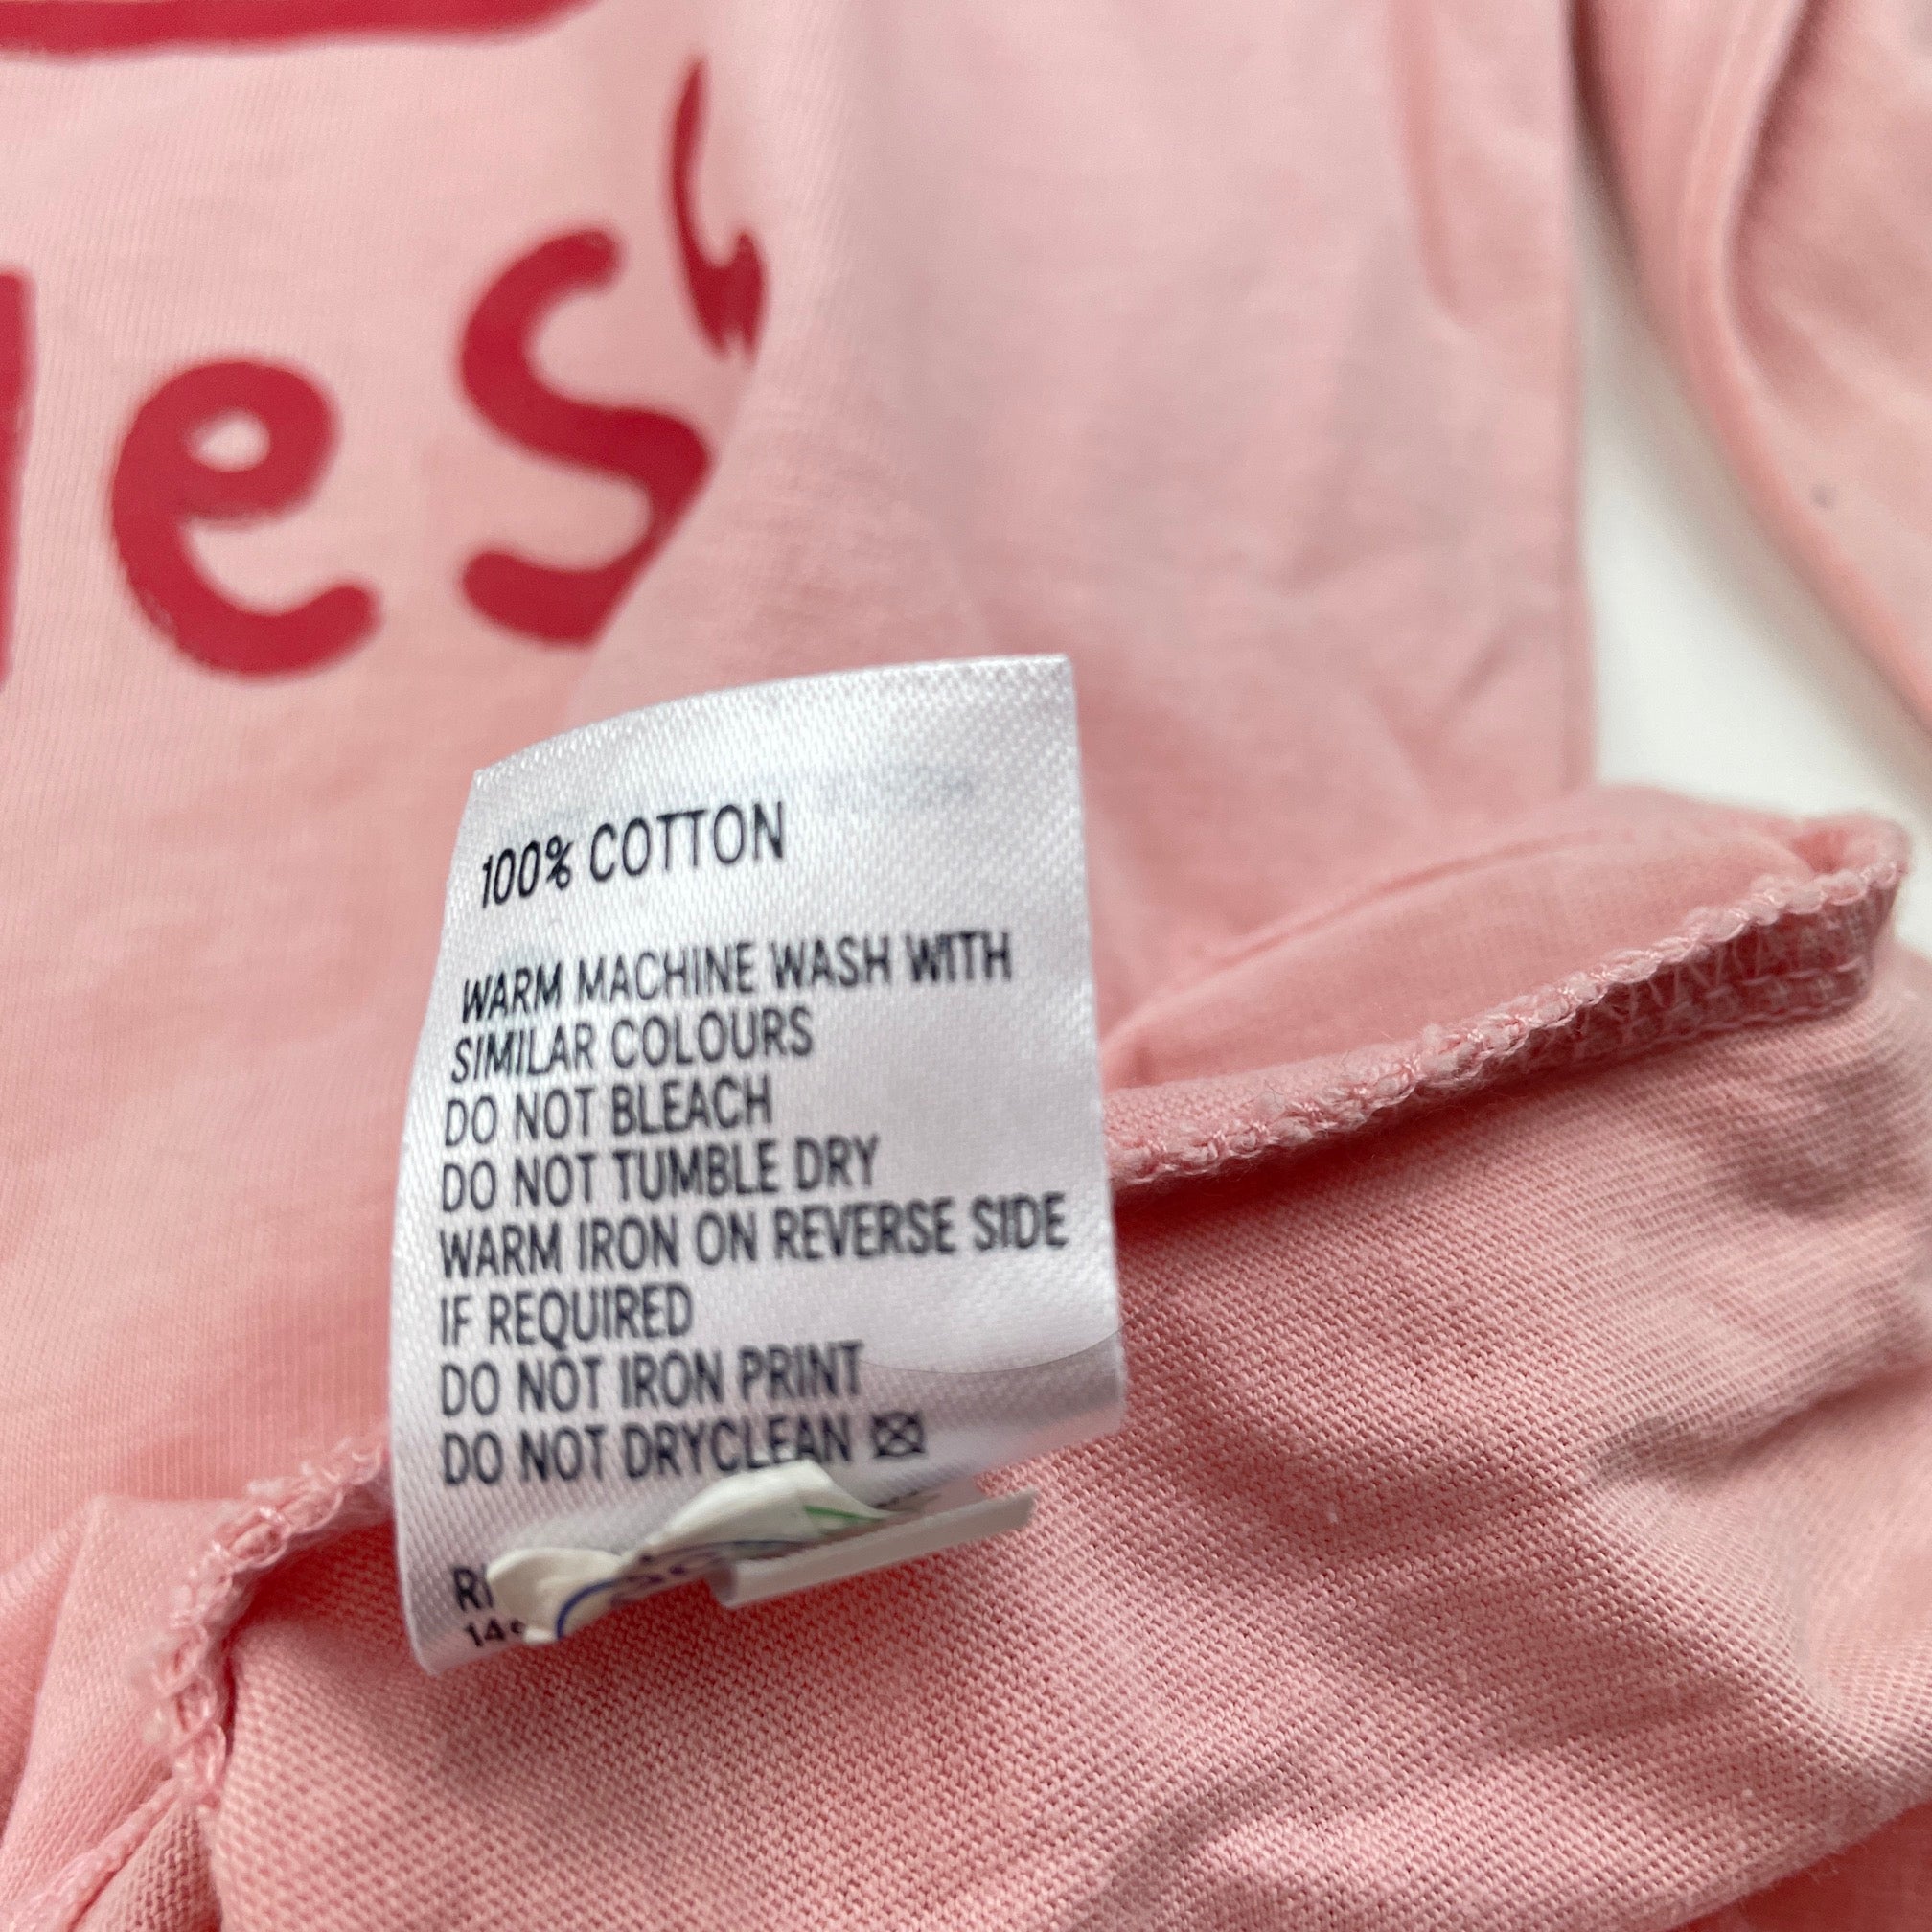 es
100% COTTON
WARM MACHINE WASH WITH
SIMILAR COLOURS
DO NOT BLEACH
DO NOT TUMBLE DRY
WARM IRON ON REVERSE SIDE
IF REQUIRED
DO NOT IRON PRINT
DO NOT DRYCLEAN